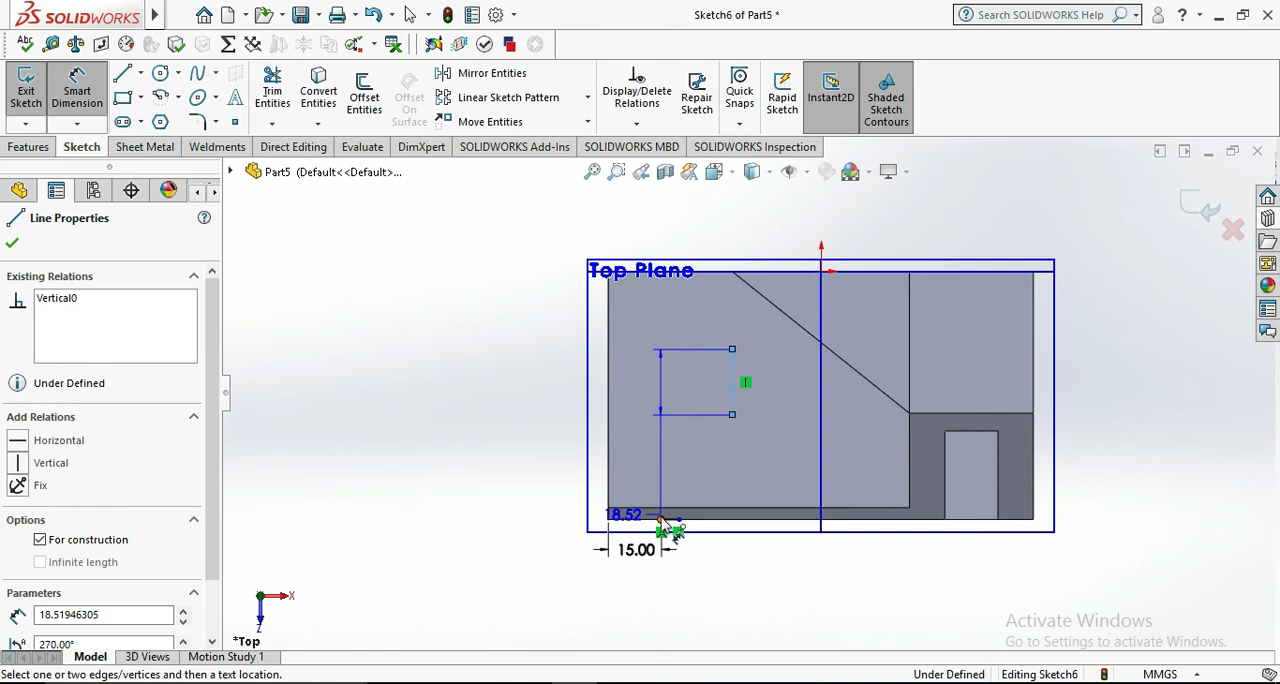 SOLIDWORKS
Sketch6 of Part5 *
Search SOLIDWORKS Help
Exit Sketch
Smart Dimension
Trim Entities
Convert Entities
Offset Entities
Offset On Surface
Mirror Entities
Linear Sketch Pattern
Move Entities
Display/Delete Relations
Repair Sketch
Quick Snaps
Rapid Sketch
Instant2D
Shaded Sketch Contours
Features
Sketch
Sheet Metal
Weldments
Direct Editing
Evaluate
DimXpert
SOLIDWORKS Add-Ins
SOLIDWORKS MBD
SOLIDWORKS Inspection
Part5 (Default<<Default>...
Line Properties
Existing Relations
Vertical0
Under Defined
Add Relations
Horizontal
Vertical
Fix
Options
For construction
Infinite length
Parameters
18.51946305
270.00°
Top Plane
18.52
15.00
X
Z
*Top
Activate Windows
Go to Settings to activate Windows.
Model
3D Views
Motion Study 1
Select one or two edges/vertices and then a text location.
Under Defined
Editing Sketch6
MMGS